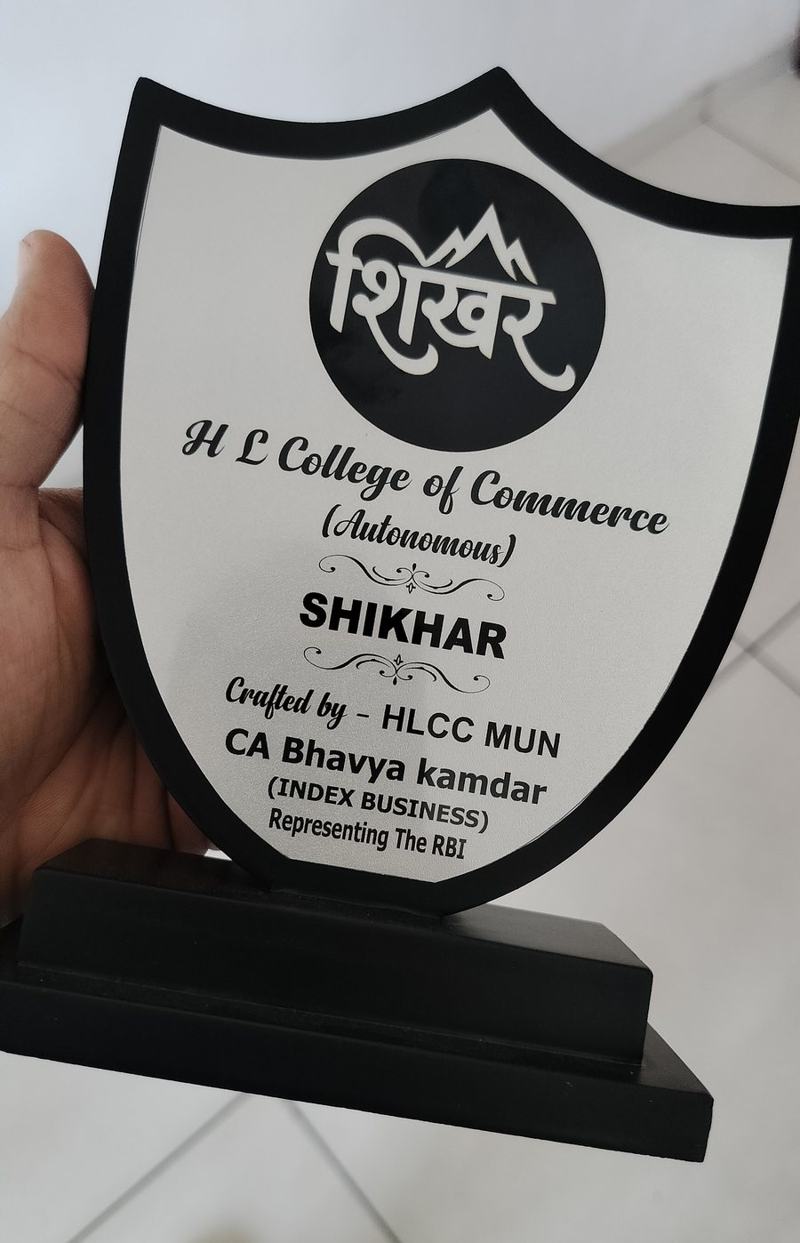 शिखर
H L College of Commerce
(Autonomous)
SHIKHAR
Crafted by - HLCC MUN
CA Bhavya kamdar
(INDEX BUSINESS)
Representing The RBI